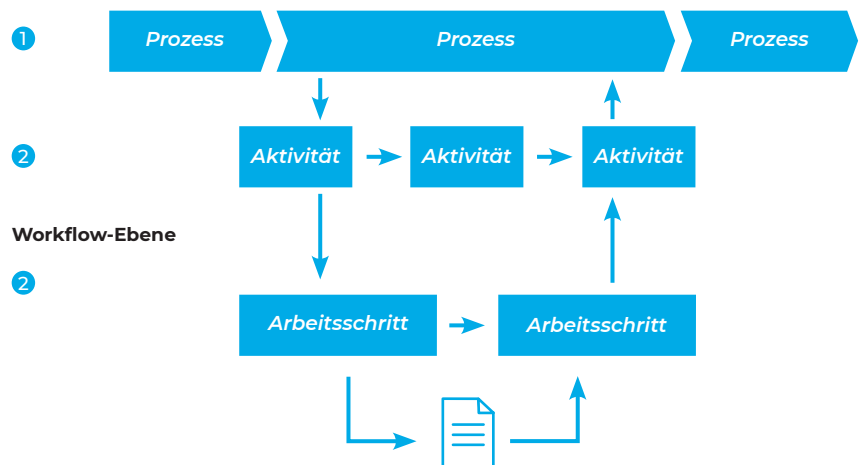 1
Prozess
Prozess
Prozess
2
Aktivität
Aktivität
Aktivität
Workflow-Ebene
2
Arbeitsschritt
Arbeitsschritt